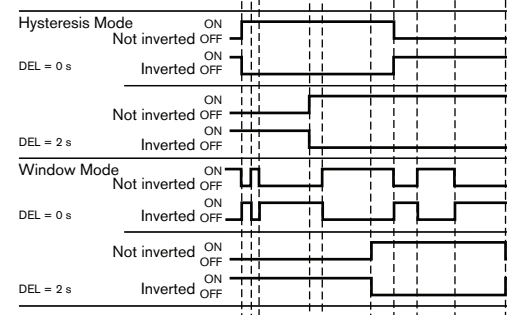 Hysteresis Mode ON
Not inverted OFF
ON
DEL = 0 s Inverted OFF
ON
Not inverted OFF
ON
DEL = 2 s Inverted OFF
Window Mode ON
Not inverted OFF
ON
DEL = 0 s Inverted OFF
Not inverted ON
OFF
ON
DEL = 2 s Inverted OFF